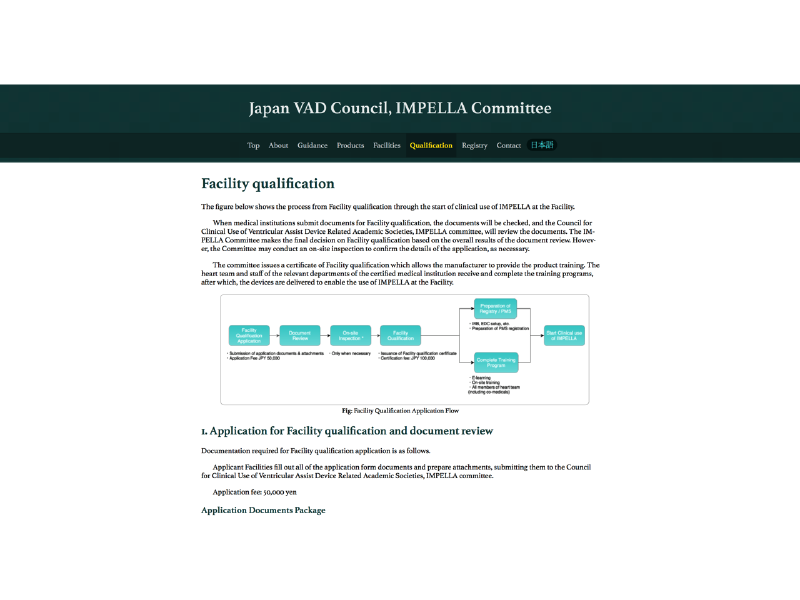 Japan VAD Council, IMPELLA Committee
Top About Guidance Products Facilities Qualification Registry Contact 日本語
Facility qualification
The figure below shows the process from Facility qualification through the start of clinical use of IMPELLA at the Facility.
When medical institutions submit documents for Facility qualification, the documents will be checked, and the Council for
Clinical Use of Ventricular Assist Device Related Academic Societies, IMPELLA committee, will review the documents. The IM-
PELLA Committee makes the final decision on Facility qualification based on the overall results of the document review. Howev-
er, the Committee may conduct an on-site inspection to confirm the details of the application, as necessary.
The committee issues a certificate of Facility qualification which allows the manufacturer to provide the product training. The
heart team and staff of the relevant departments of the certified medical institution receive and complete the training programs,
after which, the devices are delivered to enable the use of IMPELLA at the Facility.
Facility
Qualification
Application
・Submission of application documents & attachments
・Application Fee: JPY 50,000
Document
Review
On-site
Inspection *
・Only when necessary
Facility
Qualification
・Issuance of Facility qualification certificate
・Certification fee: JPY 100,000
Preparation of
Registry / PMS
・IRB, EDC setup, etc.
・Preparation of PMS registration
Complete Training
Program
・E-learning
・On-site training
・All members of heart team
(including co-medicals)
Start Clinical use
of IMPELLA
Fig: Facility Qualification Application Flow
1. Application for Facility qualification and document review
Documentation required for Facility qualification application is as follows.
Applicant Facilities fill out all of the application form documents and prepare attachments, submitting them to the Council
for Clinical Use of Ventricular Assist Device Related Academic Societies, IMPELLA committee.
Application fee: 50,000 yen
Application Documents Package